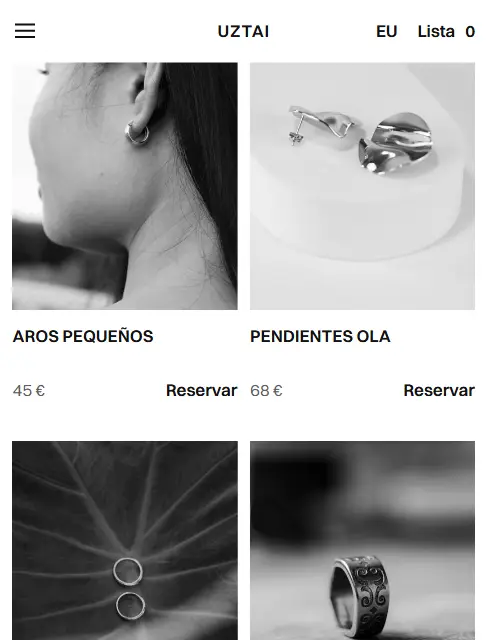 UZTAI EU Lista 0
AROS PEQUEÑOS
PENDIENTES OLA
45 € Reservar
68 € Reservar